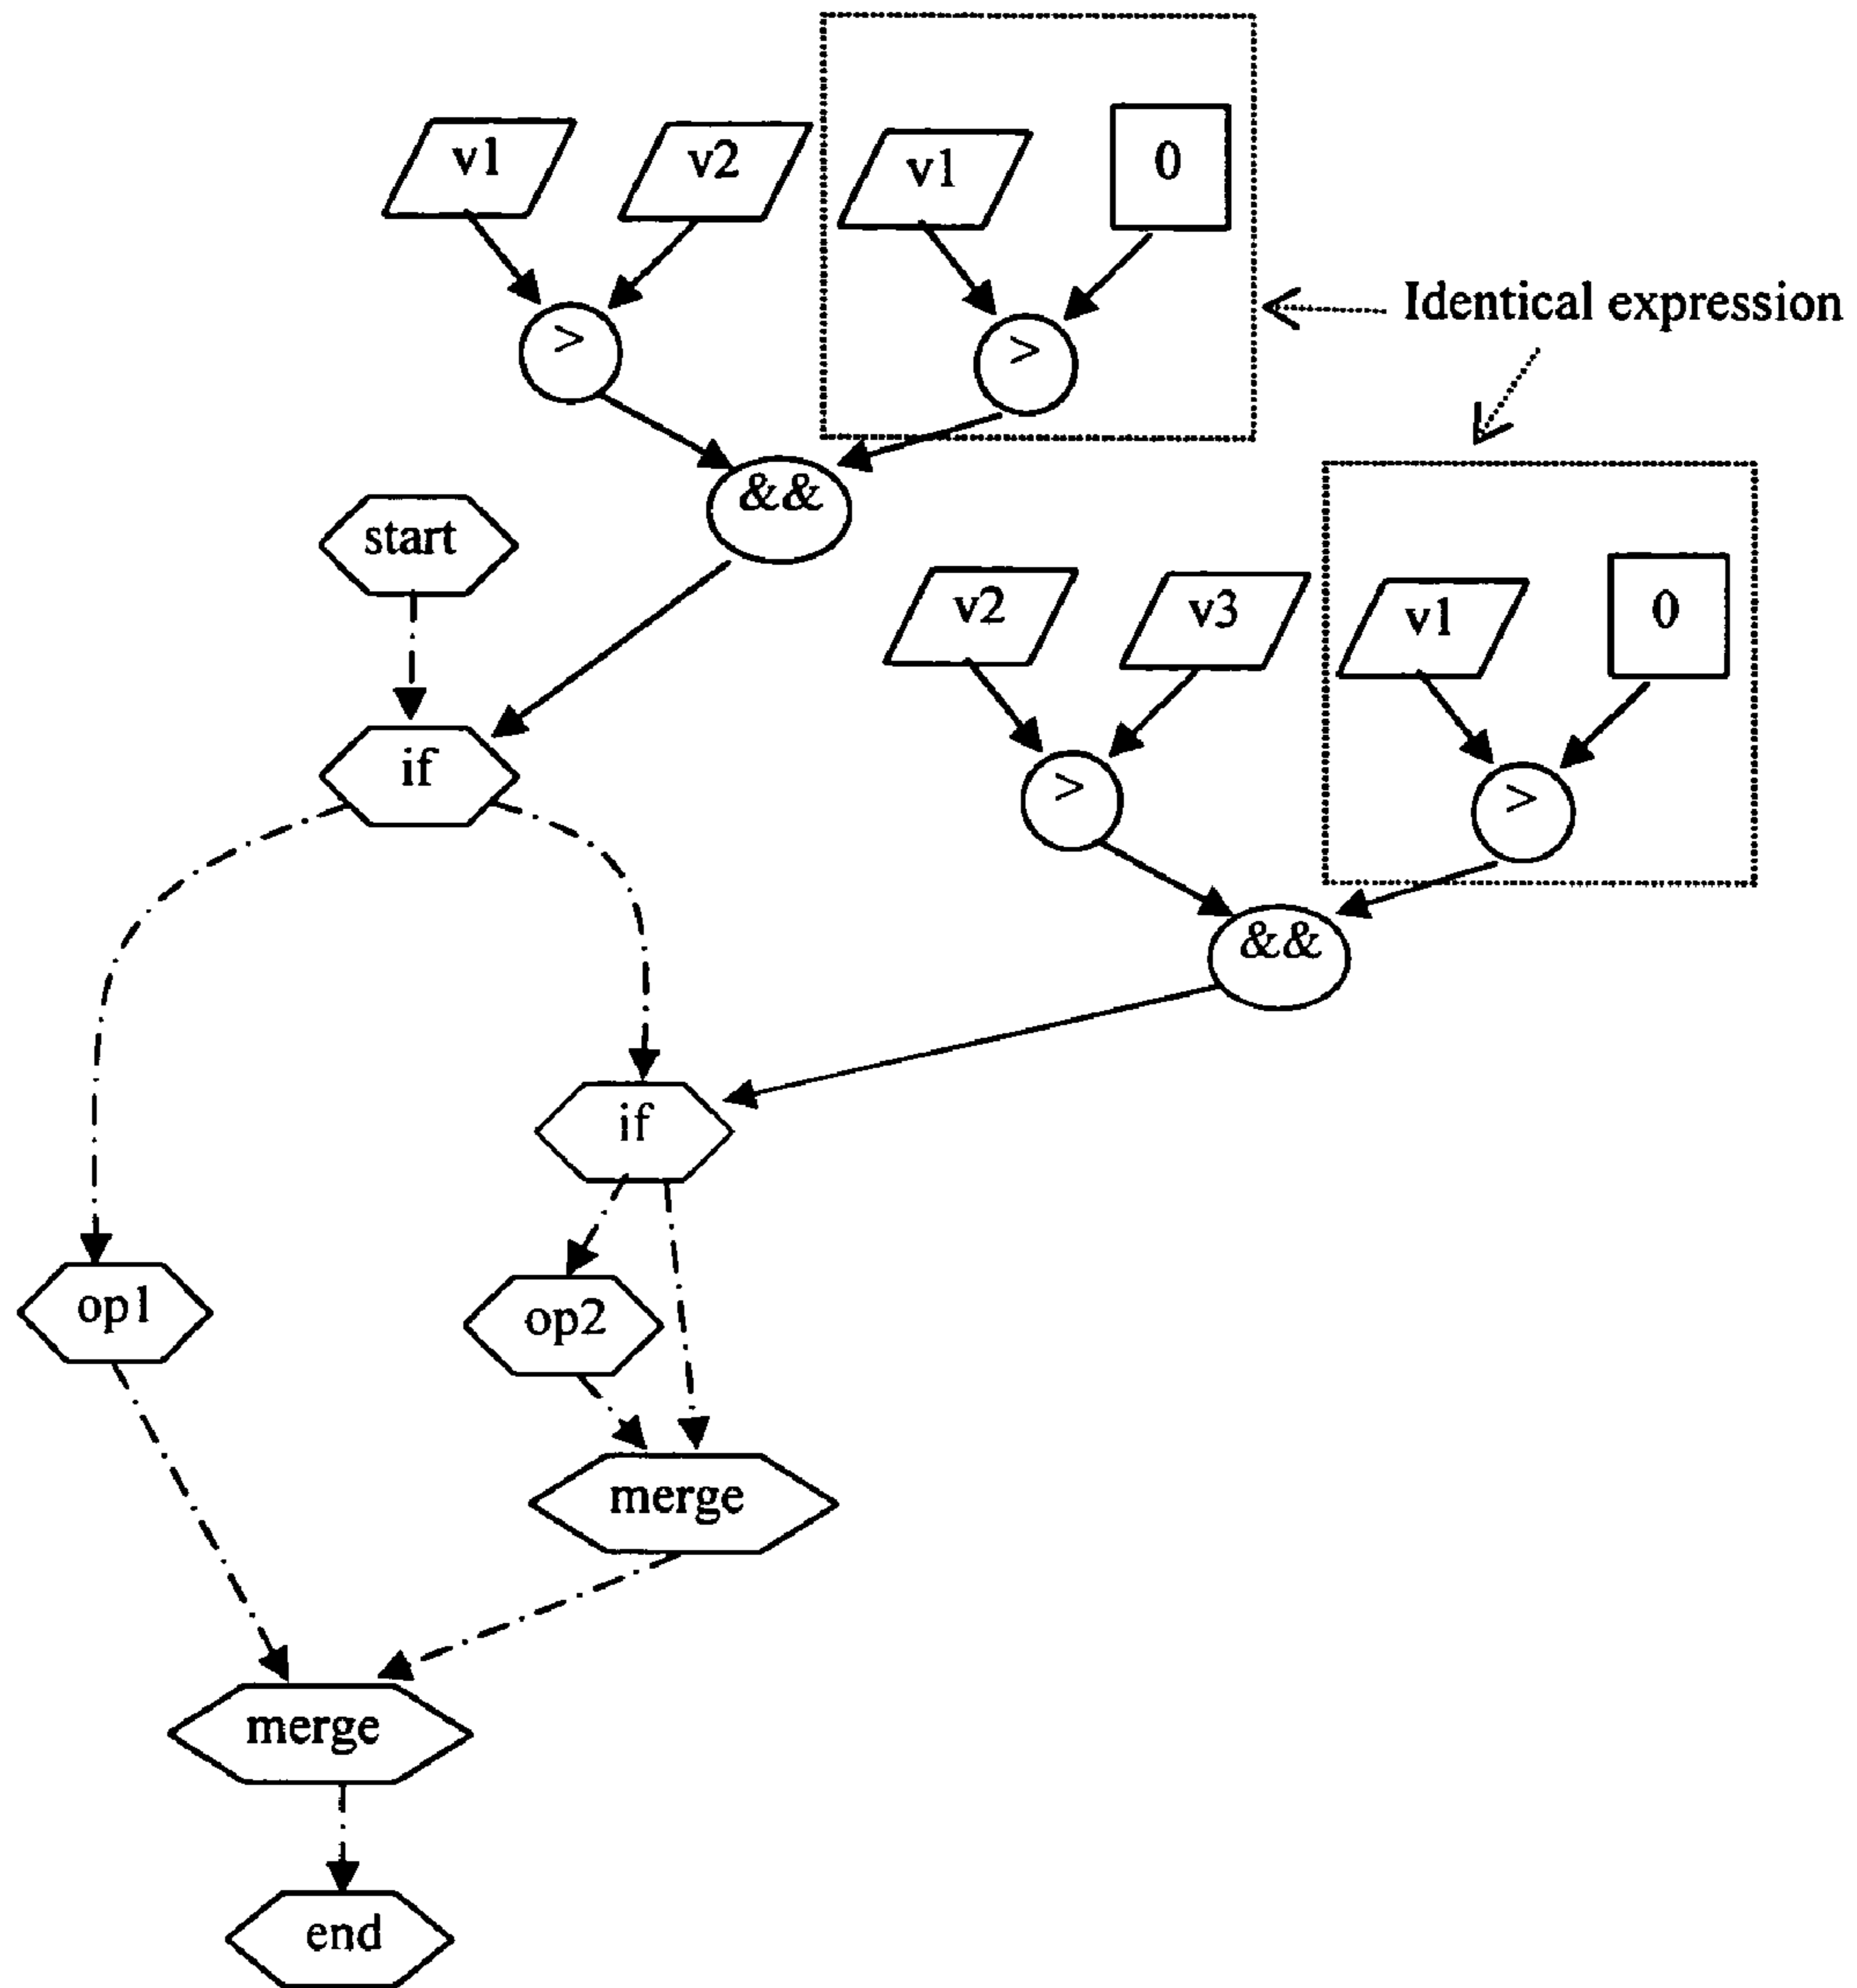 v1
v2
v1
0
>
>
Identical expression
&&
start
v2
v3
v1
0
if
>
>
&&
if
op1
op2
merge
merge
end